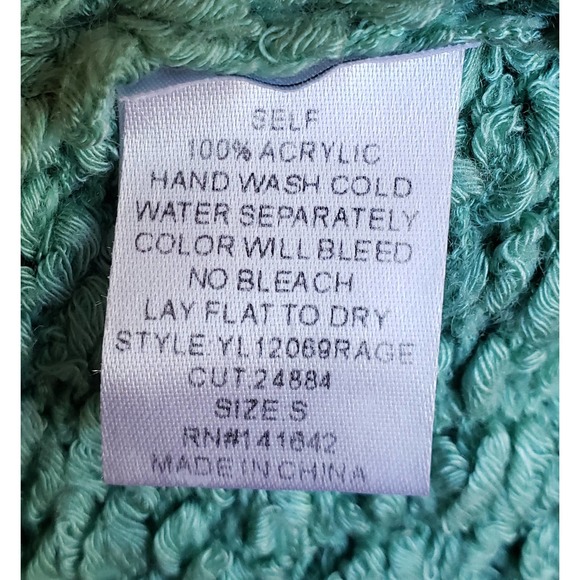 SELF
100% ACRYLIC
HAND WASH COLD
WATER SEPARATELY
COLOR WILL BLEED
NO BLEACH
LAY FLAT TO DRY
STYLE:YL12069RAGE
CUT:24884
SIZE S
RN#141642
MADE IN CHINA